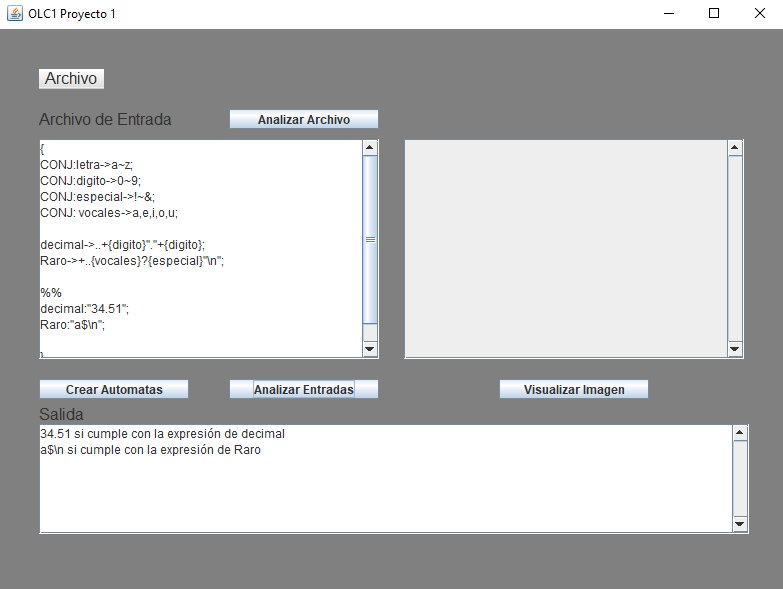 OLC1 Proyecto 1
Archivo
Archivo de Entrada
Analizar Archivo
{
CONJ:letra->a~z;
CONJ:digito->0~9;
CONJ:especial->!~&;
CONJ: vocales->a,e,i,o,u;
decimal->..+{digito}"."+{digito};
Raro->+..{vocales}?{especial}"\n";
%%
decimal:"34.51";
Raro:"a$\n";
}
Crear Automatas
Analizar Entradas
Visualizar Imagen
Salida
34.51 si cumple con la expresión de decimal
a$\n si cumple con la expresión de Raro